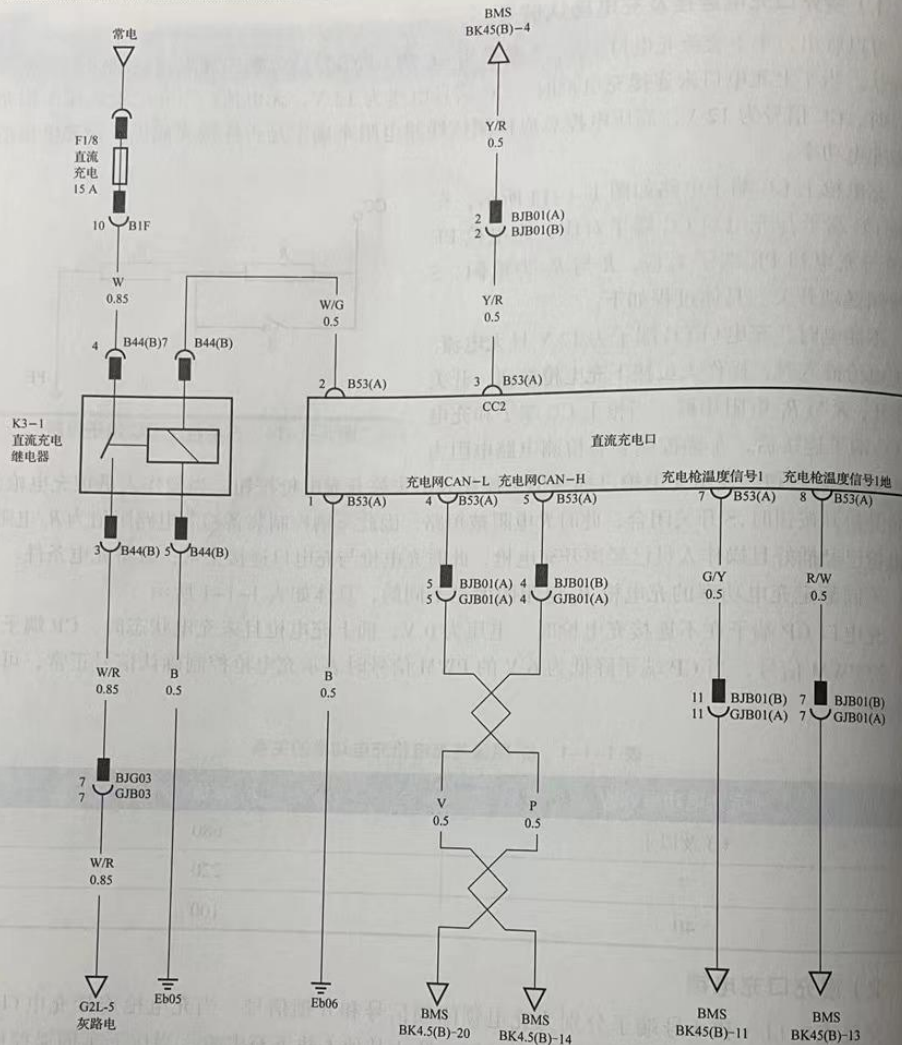 常电
BMS
BK45(B)-4
Y/R
0.5
F1/8
直流
充电
15 A
10 B1F
2 BJB01(A)
2 BJB01(B)
W
0.85
W/G
0.5
Y/R
0.5
4 B44(B)7 B44(B)
2 B53(A)
3 B53(A)
CC2
K3-1
直流充电
继电器
直流充电口
充电网CAN-L 充电网CAN-H 充电枪温度信号1 充电枪温度信号1地
1 B53(A) 4 B53(A) 5 B53(A) 7 B53(A) 8 B53(A)
3 B44(B) 5 B44(B)
5 BJB01(A) 4 BJB01(B)
5 GJB01(A) 4 GJB01(A)
G/Y
0.5
R/W
0.5
W/R
0.85
B
0.5
B
0.5
11 BJB01(B) 7 BJB01(B)
11 GJB01(A) 7 GJB01(A)
7 BJG03
7 GJB03
V
0.5
P
0.5
W/R
0.85
G2L-5
灰路电
Eb05
Eb06
BMS
BK4.5(B)-20
BMS
BK4.5(B)-14
BMS
BK45(B)-11
BMS
BK45(B)-13